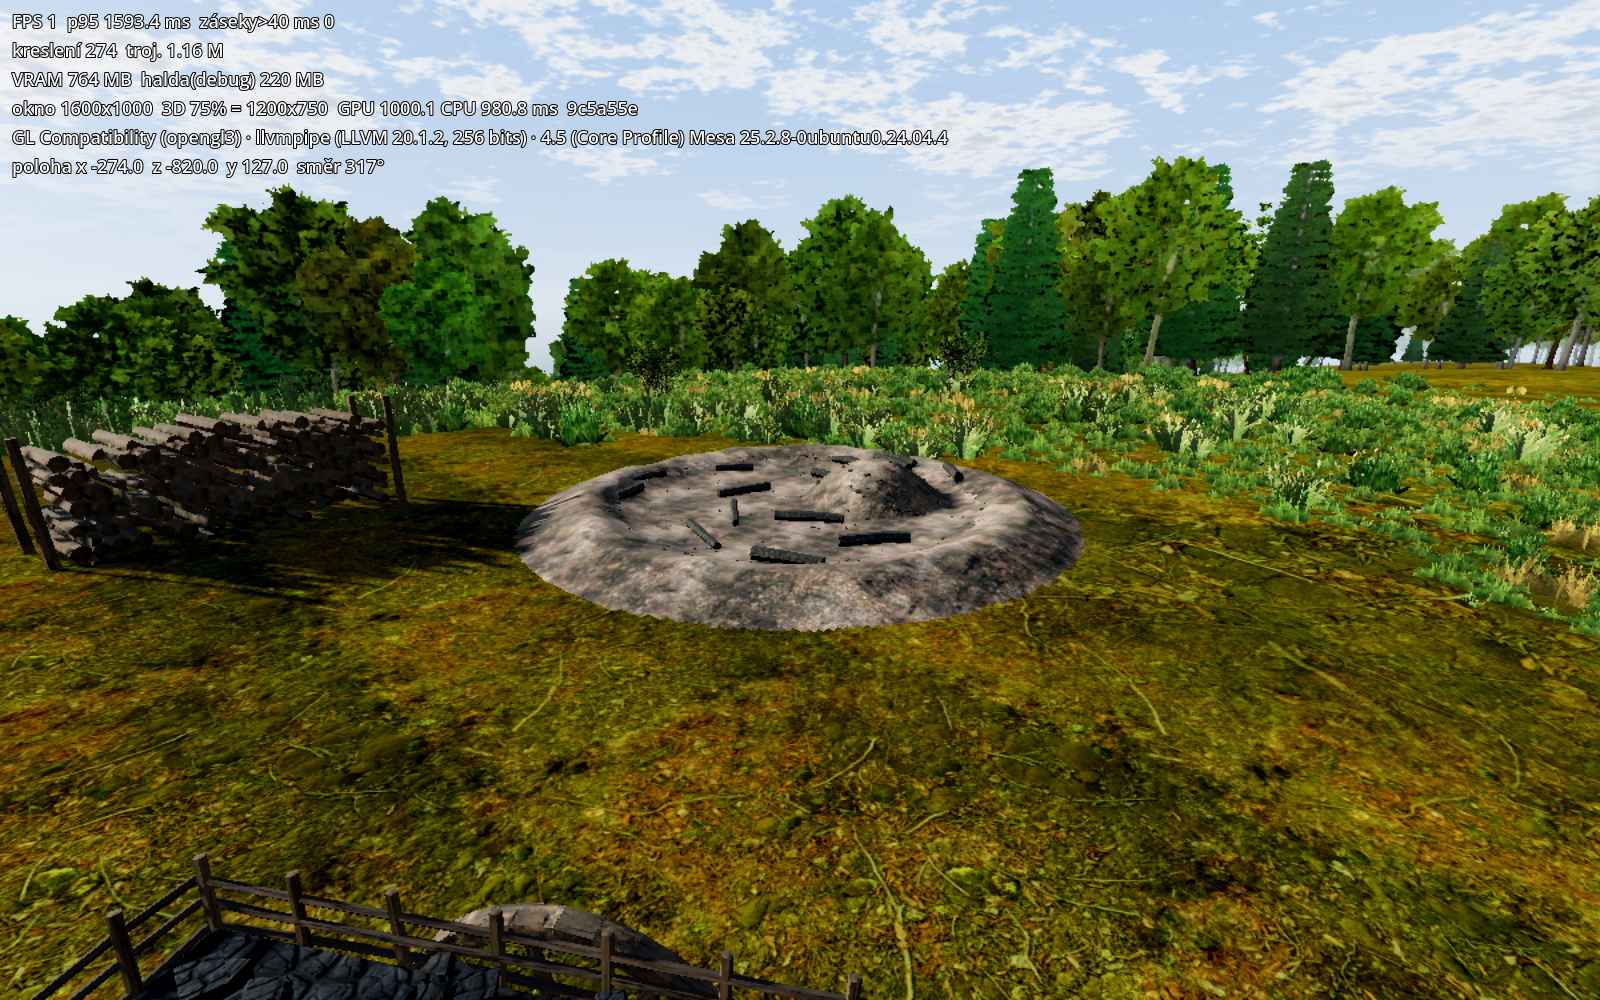 FPS 1  p95 1593.4 ms  záseky>40 ms 0
kreslení 274  troj. 1.16 M
VRAM 764 MB  halda(debug) 220 MB
okno 1600x1000  3D 75% = 1200x750  GPU 1000.1 CPU 980.8 ms  9c5a55e
GL Compatibility (opengl3) · llvmpipe (LLVM 20.1.2, 256 bits) · 4.5 (Core Profile) Mesa 25.2.8-0ubuntu0.24.04.4
poloha x -274.0  z -820.0  y 127.0  směr 317°